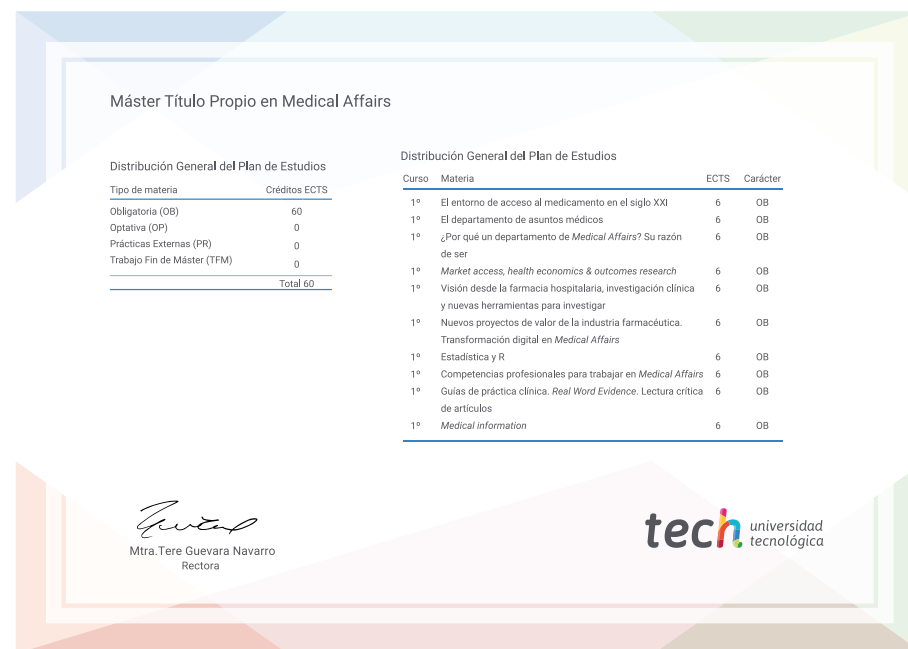 Máster Título Propio en Medical Affairs
Distribución General del Plan de Estudios
Tipo de materia Créditos ECTS
Obligatoria (OB) 60
Optativa (OP) 0
Prácticas Externas (PR) 0
Trabajo Fin de Máster (TFM) 0
Total 60
Distribución General del Plan de Estudios
Curso Materia ECTS Carácter
1º El entorno de acceso al medicamento en el siglo XXI 6 OB
1º El departamento de asuntos médicos 6 OB
1º ¿Por qué un departamento de Medical Affairs? Su razón 6 OB
de ser
1º Market access, health economics & outcomes research 6 OB
1º Visión desde la farmacia hospitalaria, investigación clínica 6 OB
y nuevas herramientas para investigar
1º Nuevos proyectos de valor de la industria farmacéutica. 6 OB
Transformación digital en Medical Affairs
1º Estadística y R 6 OB
1º Competencias profesionales para trabajar en Medical Affairs 6 OB
1º Guías de práctica clínica. Real Word Evidence. Lectura crítica 6 OB
de artículos
1º Medical information 6 OB
Mtra.Tere Guevara Navarro
Rectora
tech universidad
tecnológica